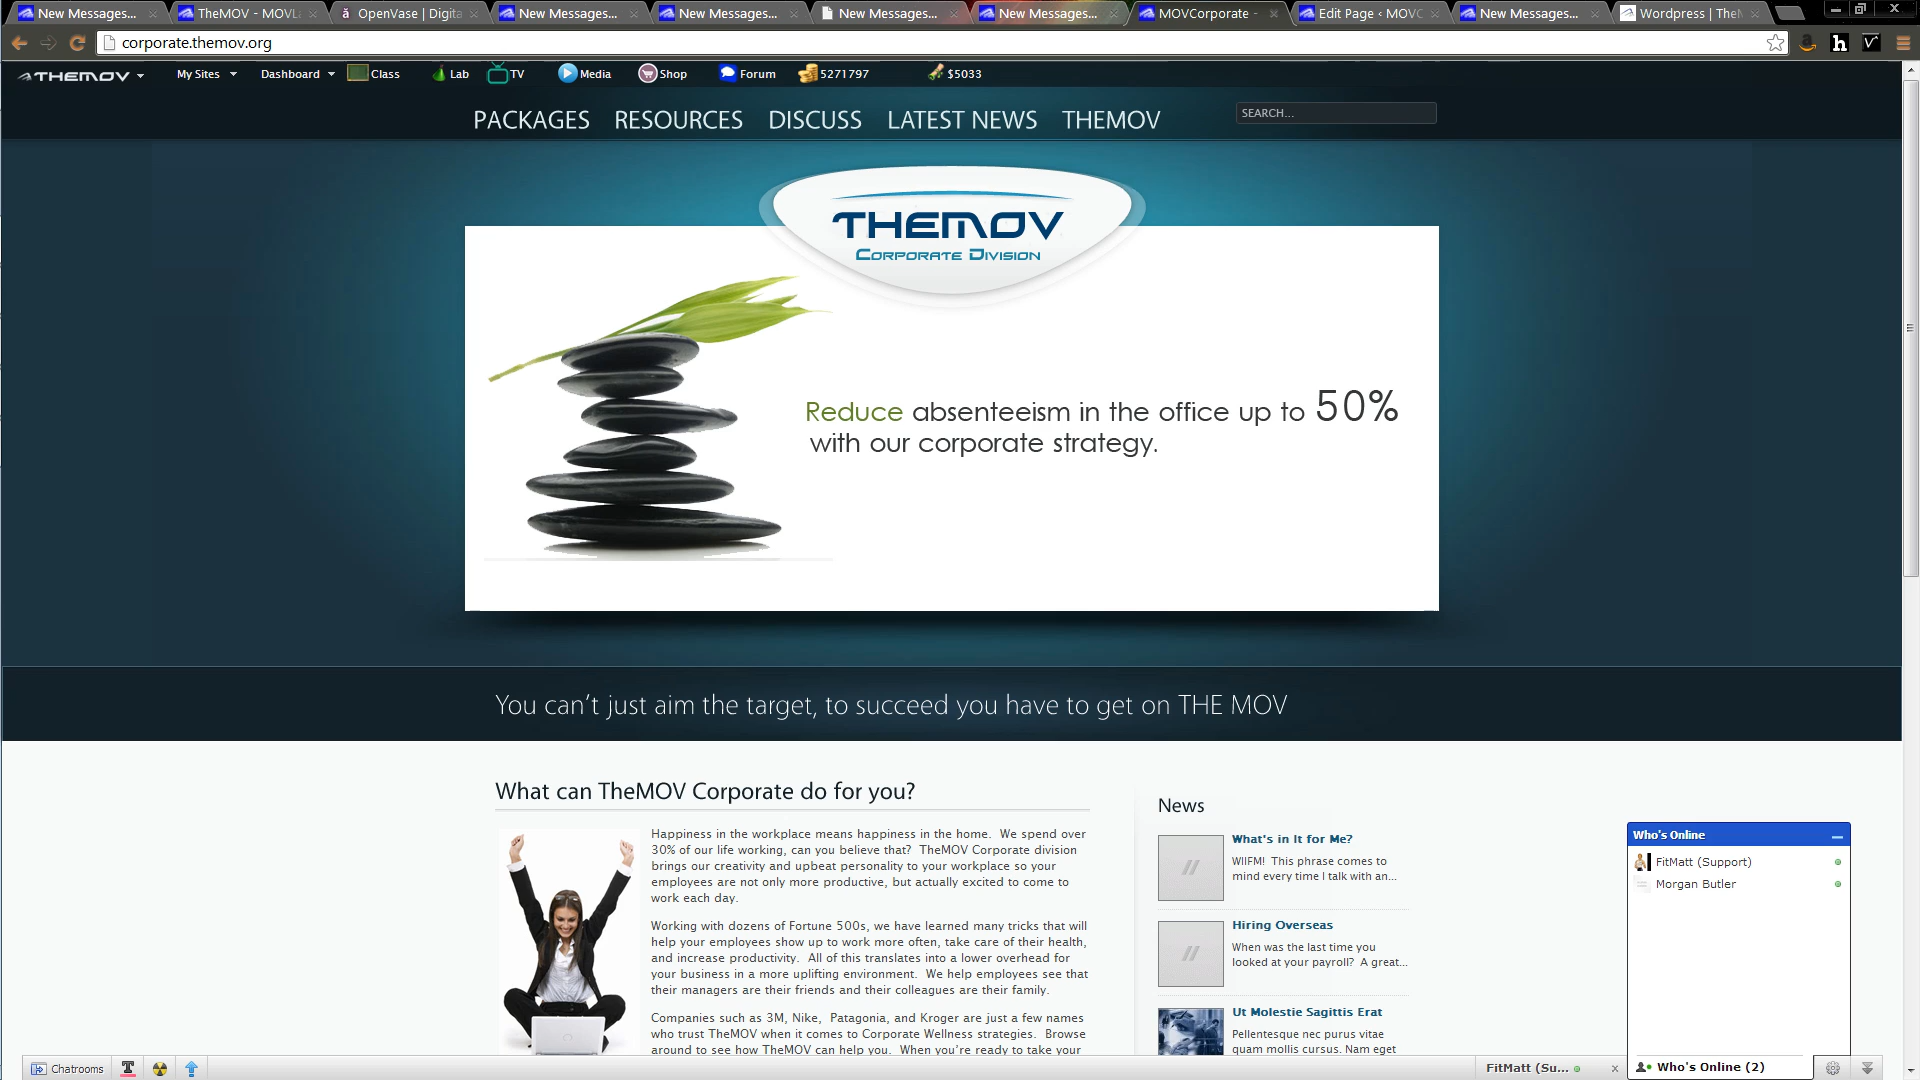 New Messages...
TheMOV - MOVL
OpenVase | Digita
New Messages...
New Messages...
New Messages...
New Messages...
MOVCorporate -
Edit Page ‹ MOVC
New Messages...
Wordpress | TheM
corporate.themov.org
THEMOV
My Sites
Dashboard
Class
Lab
TV
Media
Shop
Forum
5271797
$5033
PACKAGES RESOURCES DISCUSS LATEST NEWS THEMOV
SEARCH...
THEMOV
CORPORATE DIVISION
Reduce absenteeism in the office up to 50%
with our corporate strategy.
You can't just aim the target, to succeed you have to get on THE MOV
What can TheMOV Corporate do for you?
Happiness in the workplace means happiness in the home. We spend over
30% of our life working, can you believe that? TheMOV Corporate division
brings our creativity and upbeat personality to your workplace so your
employees are not only more productive, but actually excited to come to
work each day.
Working with dozens of Fortune 500s, we have learned many tricks that will
help your employees show up to work more often, take care of their health,
and increase productivity. All of this translates into a lower overhead for
your business in a more uplifting environment. We help employees see that
their managers are their friends and their colleagues are their family.
Companies such as 3M, Nike, Patagonia, and Kroger are just a few names
who trust TheMOV when it comes to Corporate Wellness strategies. Browse
around to see how TheMOV can help you. When you're ready to take your
News
What's in It for Me?
WIIFM! This phrase comes to
mind every time I talk with an...
Hiring Overseas
When was the last time you
looked at your payroll? A great...
Ut Molestie Sagittis Erat
Pellentesque nec purus vitae
quam mollis cursus. Nam eget
Who's Online
FitMatt (Support)
Morgan Butler
Chatrooms
FitMatt (Su...
Who's Online (2)